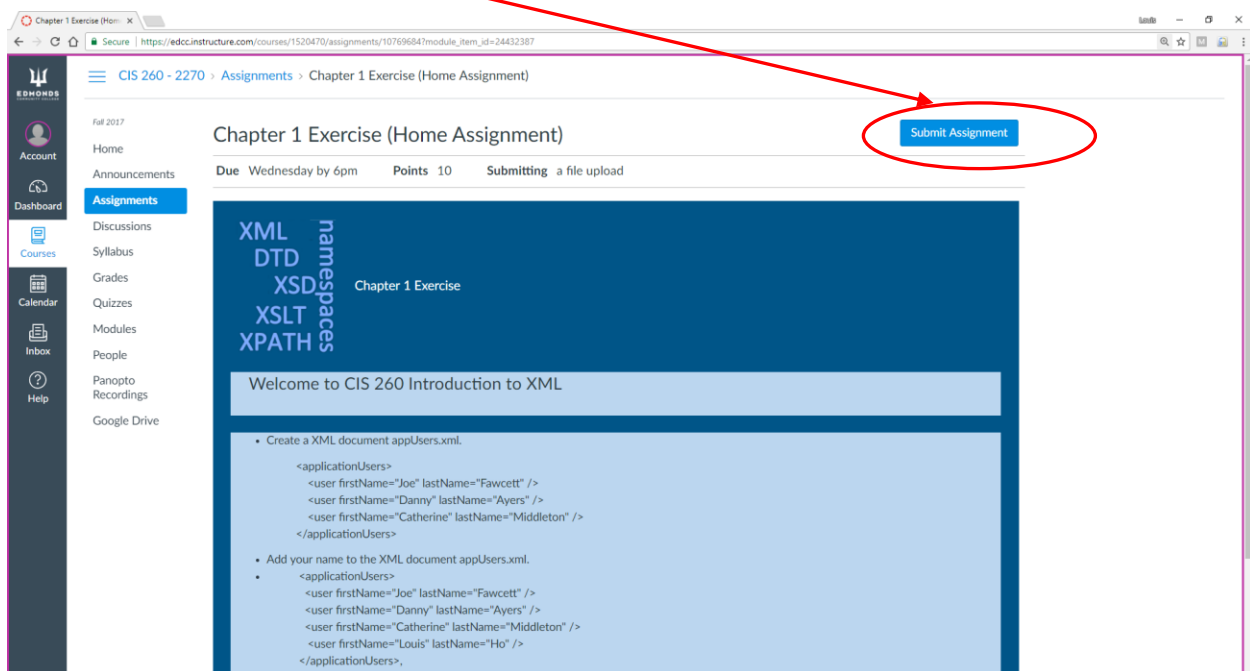 Chapter 1 Exercise (Hom
Secure | https://edcc.instructure.com/courses/1520470/assignments/10769684?module_item_id=24432387
EDMONDS
CIS 260 - 2270 > Assignments > Chapter 1 Exercise (Home Assignment)
Account
Dashboard
Courses
Calendar
Inbox
Help
Fall 2017
Home
Announcements
Assignments
Discussions
Syllabus
Grades
Quizzes
Modules
People
Panopto
Recordings
Google Drive
Chapter 1 Exercise (Home Assignment)
Submit Assignment
Due Wednesday by 6pm Points 10 Submitting a file upload
XML
DTD
XSD
XSLT
XPATH
namespaces
Chapter 1 Exercise
Welcome to CIS 260 Introduction to XML
• Create a XML document appUsers.xml.
<applicationUsers>
<user firstName="Joe" lastName="Fawcett" />
<user firstName="Danny" lastName="Ayers" />
<user firstName="Catherine" lastName="Middleton" />
</applicationUsers>
• Add your name to the XML document appUsers.xml.
• <applicationUsers>
<user firstName="Joe" lastName="Fawcett" />
<user firstName="Danny" lastName="Ayers" />
<user firstName="Catherine" lastName="Middleton" />
<user firstName="Louis" lastName="Ho" />
</applicationUsers>,